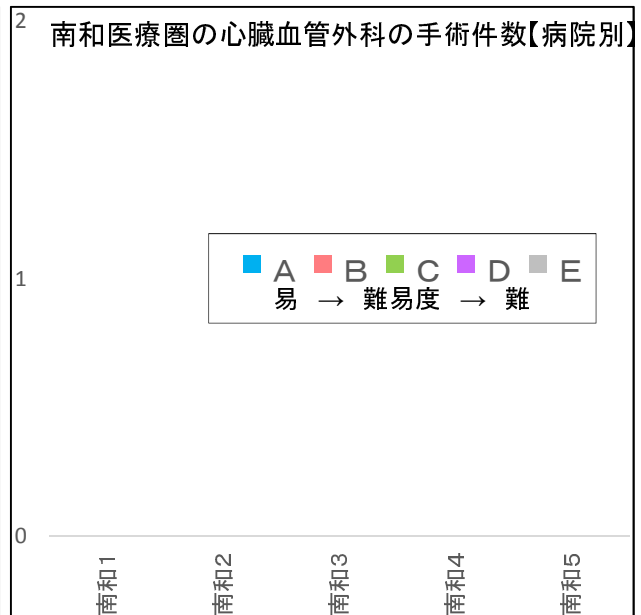 2
南和医療圏の心臓血管外科の手術件数【病院別】
1
A B C D E
易 → 難易度 → 難
0
南和1
南和2
南和3
南和4
南和5